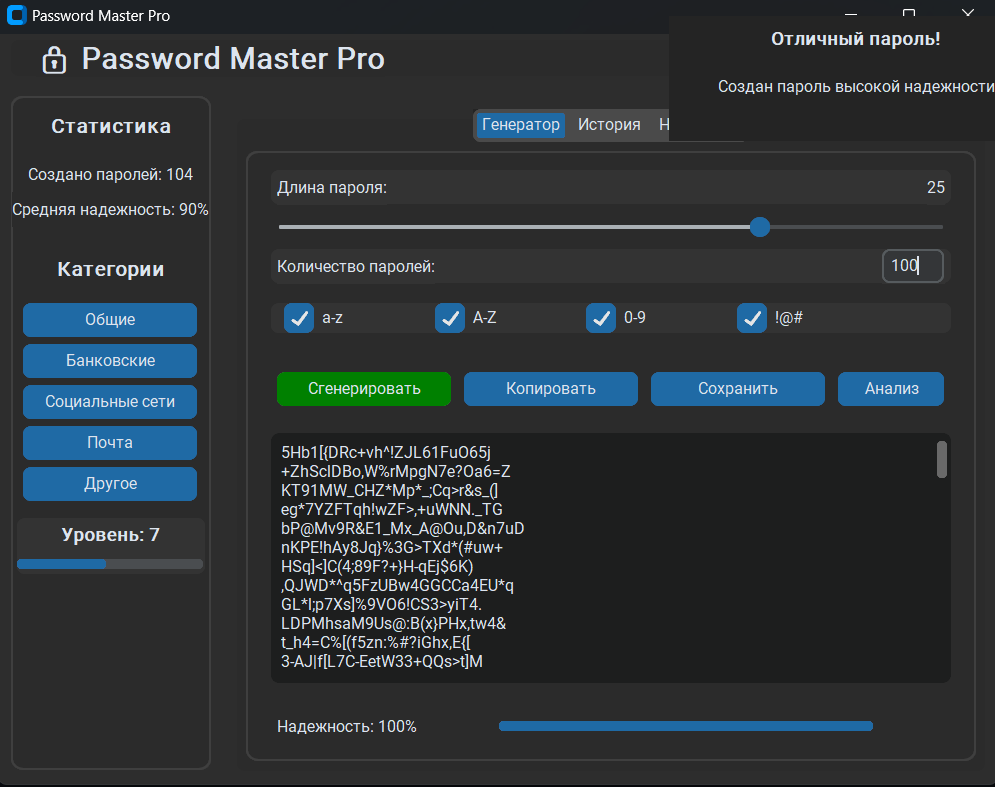 Password Master Pro
Password Master Pro
Отличный пароль!
Создан пароль высокой надежности
Статистика
Создано паролей: 104
Средняя надежность: 90%
Категории
Общие
Банковские
Социальные сети
Почта
Другое
Уровень: 7
Генератор История Н
Длина пароля: 25
Количество паролей: 100
a-z A-Z 0-9 !@#
Сгенерировать Копировать Сохранить Анализ
5Hb1[{DRc+vh^!ZJL61FuO65j
+ZhScIDBo,W%rMpgN7e?Oa6=Z
KT91MW_CHZ*Mp*_;Cq>r&s_(]
eg*7YZFTqh!wZF>,+uWNN._TG
bP@Mv9R&E1_Mx_A@Ou,D&n7uD
nKPE!hAy8Jq}%3G>TXd*(#uw+
HSq]<]C(4;89F?+}H-qEj$6K)
,QJWD*^q5FzUBw4GGCCa4EU*q
GL*I;p7Xs]%9VO6!CS3>yiT4.
LDPMhsaM9Us@:B(x}PHx,tw4&
t_h4=C%[(f5zn:%#?iGhx,E{[
3-AJ|f[L7C-EetW33+QQs>t]M
Надежность: 100%